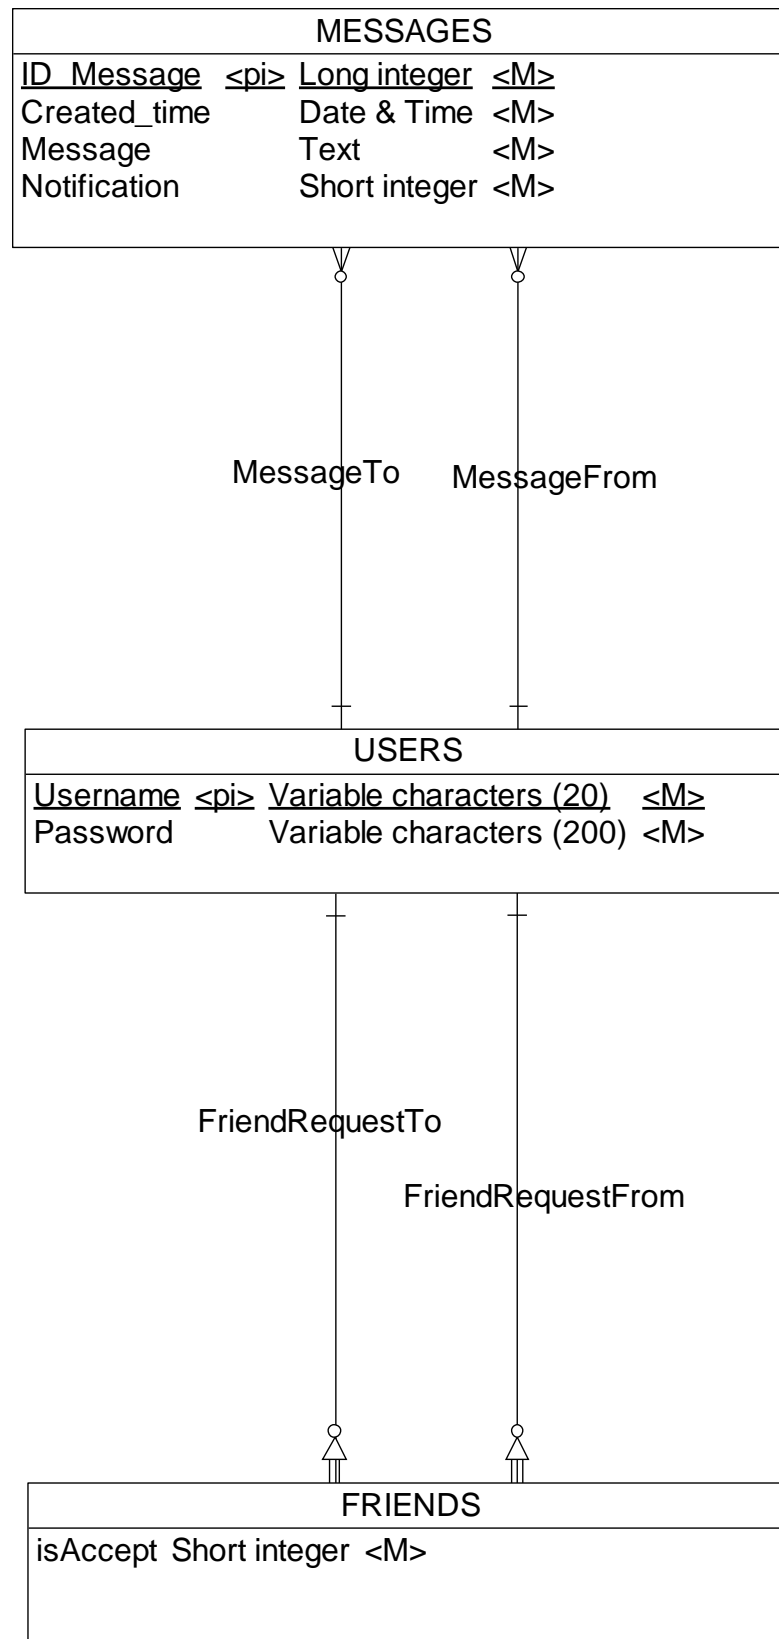 MESSAGES
ID_Message <pi> Long integer <M>
Created_time Date & Time <M>
Message Text <M>
Notification Short integer <M>
MessageTo
MessageFrom
USERS
Username <pi> Variable characters (20) <M>
Password Variable characters (200) <M>
FriendRequestTo
FriendRequestFrom
FRIENDS
isAccept Short integer <M>